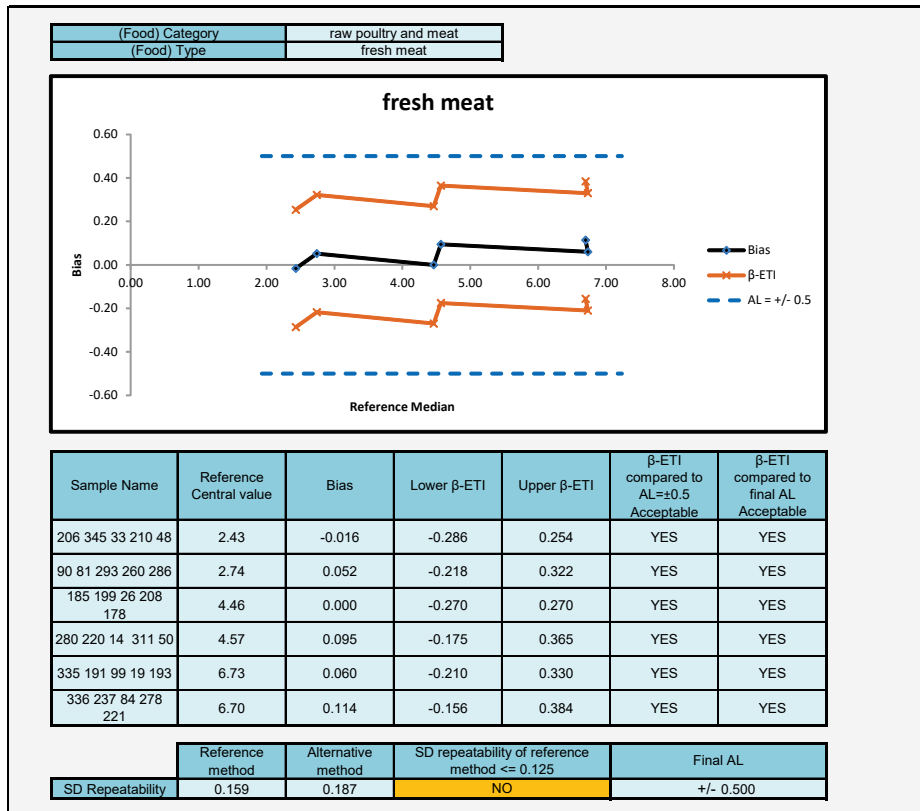 (Food) Category raw poultry and meat
(Food) Type fresh meat
fresh meat
0.60
0.40
0.20
0.00
-0.20
-0.40
-0.60
Bias
0.00 1.00 2.00 3.00 4.00 5.00 6.00 7.00 8.00
Reference Median
Bias
β-ETI
AL = +/- 0.5
Sample Name Reference Central value Bias Lower β-ETI Upper β-ETI β-ETI compared to AL=±0.5 Acceptable β-ETI compared to final AL Acceptable
206 345 33 210 48 2.43 -0.016 -0.286 0.254 YES YES
90 81 293 260 286 2.74 0.052 -0.218 0.322 YES YES
185 199 26 208 178 4.46 0.000 -0.270 0.270 YES YES
280 220 14 311 50 4.57 0.095 -0.175 0.365 YES YES
335 191 99 19 193 6.73 0.060 -0.210 0.330 YES YES
336 237 84 278 221 6.70 0.114 -0.156 0.384 YES YES
Reference method Alternative method SD repeatability of reference method <= 0.125 Final AL
SD Repeatability 0.159 0.187 NO +/- 0.500